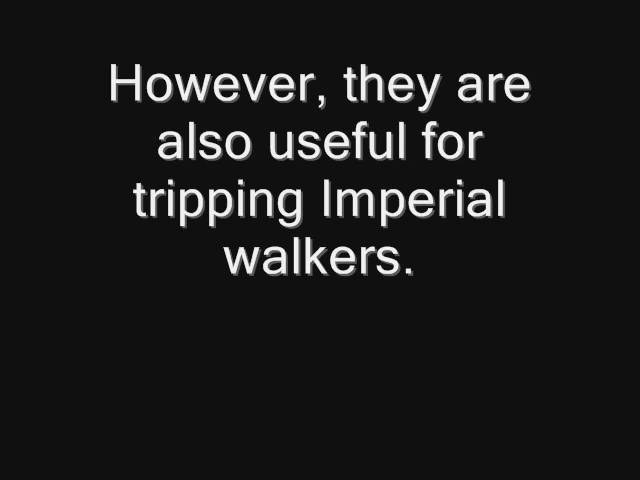 However, they are
also useful for
tripping Imperial
walkers.